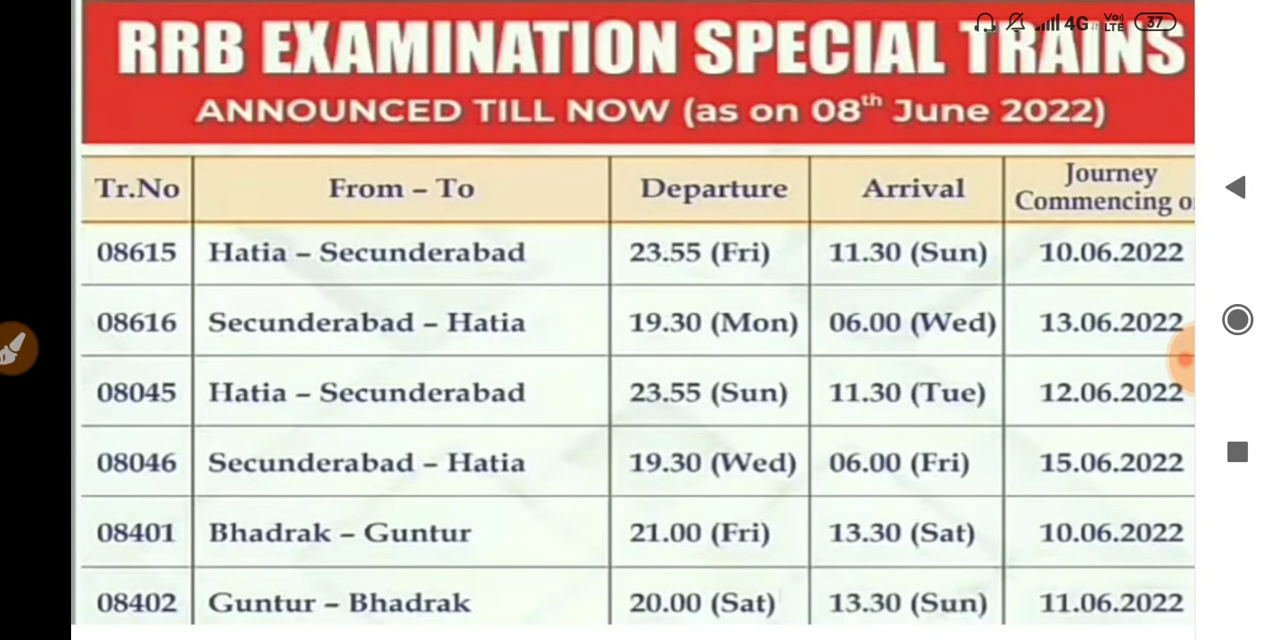 4G Vo) LTE 37
RRB EXAMINATION SPECIAL TRAINS
ANNOUNCED TILL NOW (as on 08th June 2022)
Tr.No From – To Departure Arrival Journey Commencing o
08615 Hatia – Secunderabad 23.55 (Fri) 11.30 (Sun) 10.06.2022
08616 Secunderabad – Hatia 19.30 (Mon) 06.00 (Wed) 13.06.2022
08045 Hatia – Secunderabad 23.55 (Sun) 11.30 (Tue) 12.06.2022
08046 Secunderabad – Hatia 19.30 (Wed) 06.00 (Fri) 15.06.2022
08401 Bhadrak – Guntur 21.00 (Fri) 13.30 (Sat) 10.06.2022
08402 Guntur – Bhadrak 20.00 (Sat) 13.30 (Sun) 11.06.2022